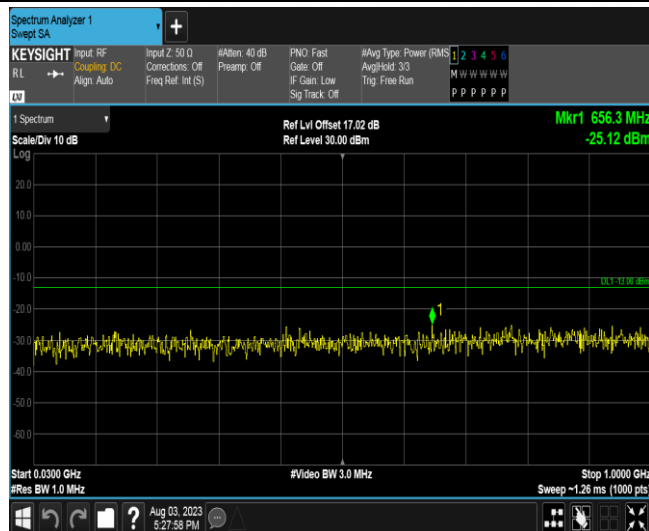 Spectrum Analyzer 1
Swept SA
+
KEYSIGHT
RL
LXI
Input: RF
Coupling: DC
Align: Auto
Input Z: 50 Ω
Corrections: Off
Freq Ref: Int (S)
#Atten: 40 dB
Preamp: Off
PNO: Fast
Gate: Off
IF Gain: Low
Sig Track: Off
#Avg Type: Power (RMS
Avg|Hold: 3/3
Trig: Free Run
1 2 3 4 5 6
M W W W W W
P P P P P P
1 Spectrum
Scale/Div 10 dB
Ref Lvl Offset 17.02 dB
Ref Level 30.00 dBm
Mkr1 656.3 MHz
-25.12 dBm
Log
20.0
10.0
0.00
-10.0
DL1 -13.00 dBm
-20.0
1
-30.0
-40.0
-50.0
-60.0
Start 0.0300 GHz
#Video BW 3.0 MHz
Stop 1.0000 GHz
#Res BW 1.0 MHz
Sweep ~1.26 ms (1000 pts)
?
Aug 03, 2023
5:27:58 PM